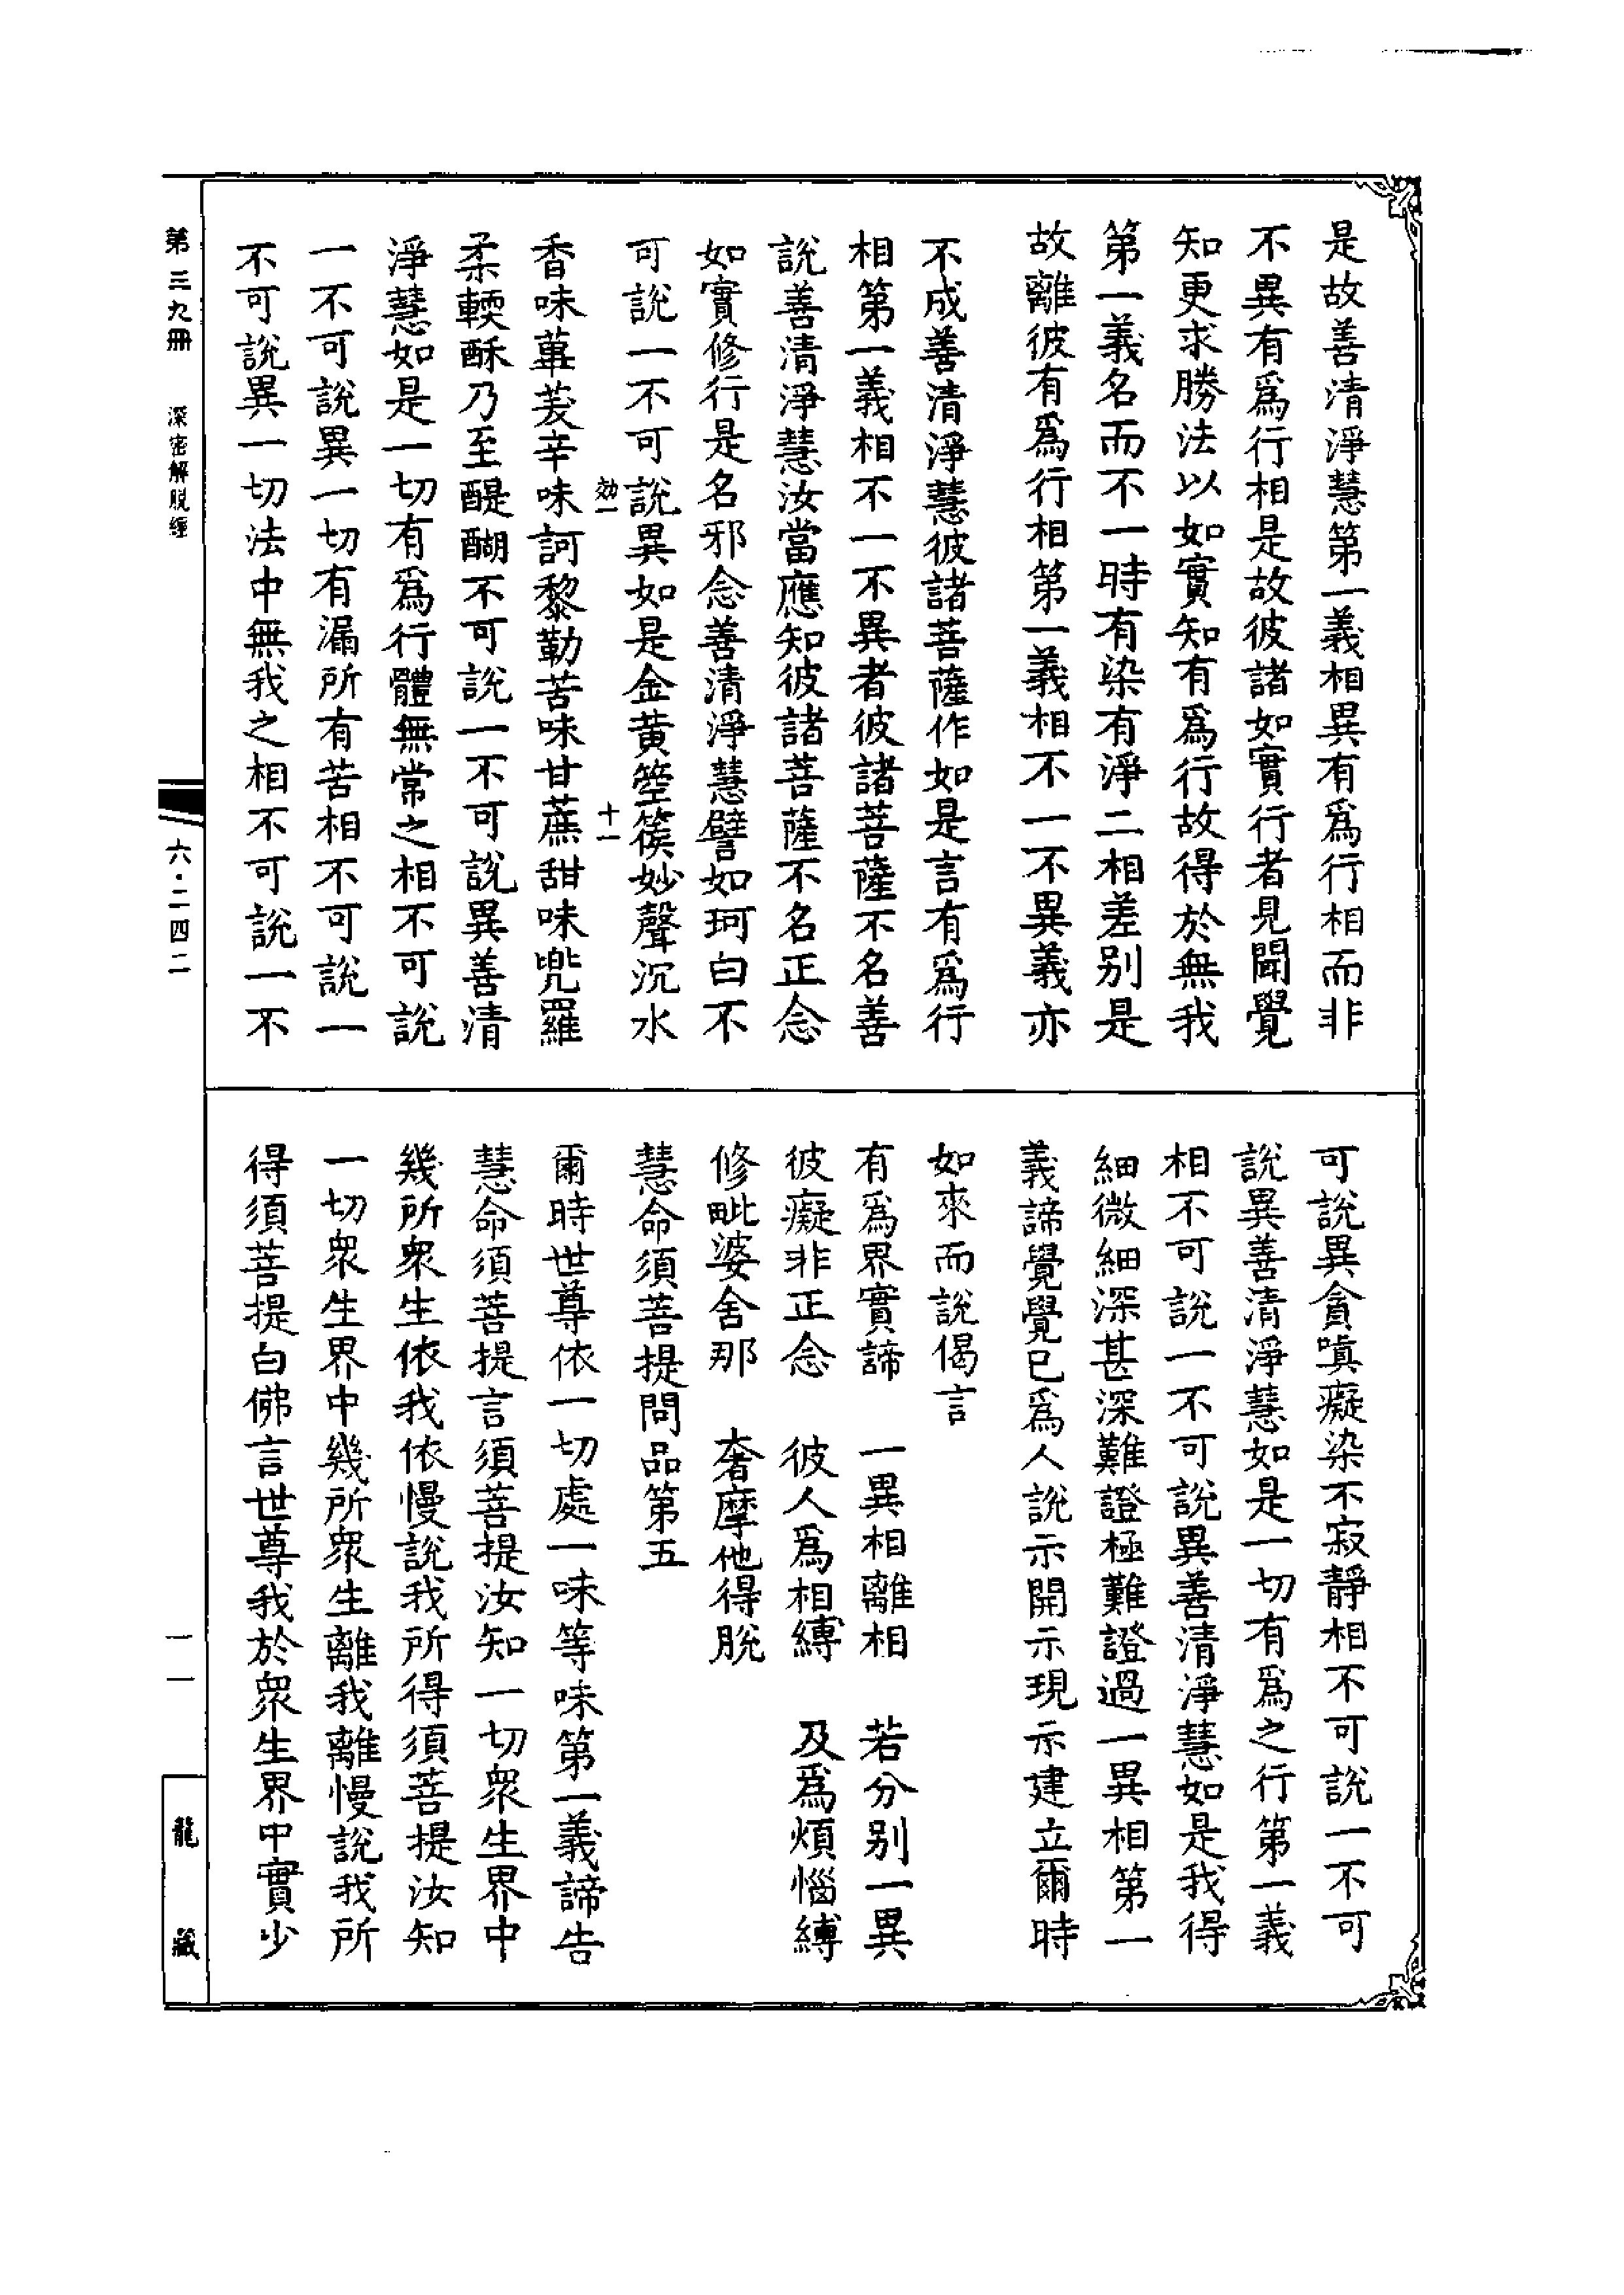 是故善清淨慧第一義相異有爲行相而非
不異有爲行相是故彼諸如實行者見聞覺
知更求勝法以如實知有爲行故得於無我
第一義名而不一時有染有淨二相差別是
故離彼有爲行相第一義相不一不異義亦
不成善清淨慧彼諸菩薩作如是言有爲行
相第一義相不一不異者彼諸菩薩不名善
說善清淨慧汝當應知彼諸菩薩不名正念
如實修行是名邪念善清淨慧譬如珂白不
可說一不可說異如是金黄箜篌妙聲沉水
効一
十一
香味蓽茇辛味訶黎勒苦味甘蔗甜味兜羅
柔輭酥乃至醍醐不可說一不可說異善清
淨慧如是一切有爲行體無常之相不可說
一不可說異一切有漏所有苦相不可說一
不可說異一切法中無我之相不可說一不
可說異貪嗔癡染不寂靜相不可說一不可
說異善清淨慧如是一切有爲之行第一義
相不可說一不可說異善清淨慧如是我得
細微細深甚深難證極難證過一異相第一
義諦覺覺已爲人說示開示現示建立爾時
如來而說偈言
有爲界實諦　一異相離相　若分別一異
彼癡非正念　彼人爲相縛　及爲煩惱縛
修毗婆舍那　奢摩他得脫
慧命須菩提問品第五
爾時世尊依一切處一味等味第一義諦告
慧命須菩提言須菩提汝知一切衆生界中
幾所衆生依我依慢說我所得須菩提汝知
一切衆生界中幾所衆生離我離慢說我所
得須菩提白佛言世尊我於衆生界中實少
第三九冊　深密解脱經
六·二四二
一一
龍藏